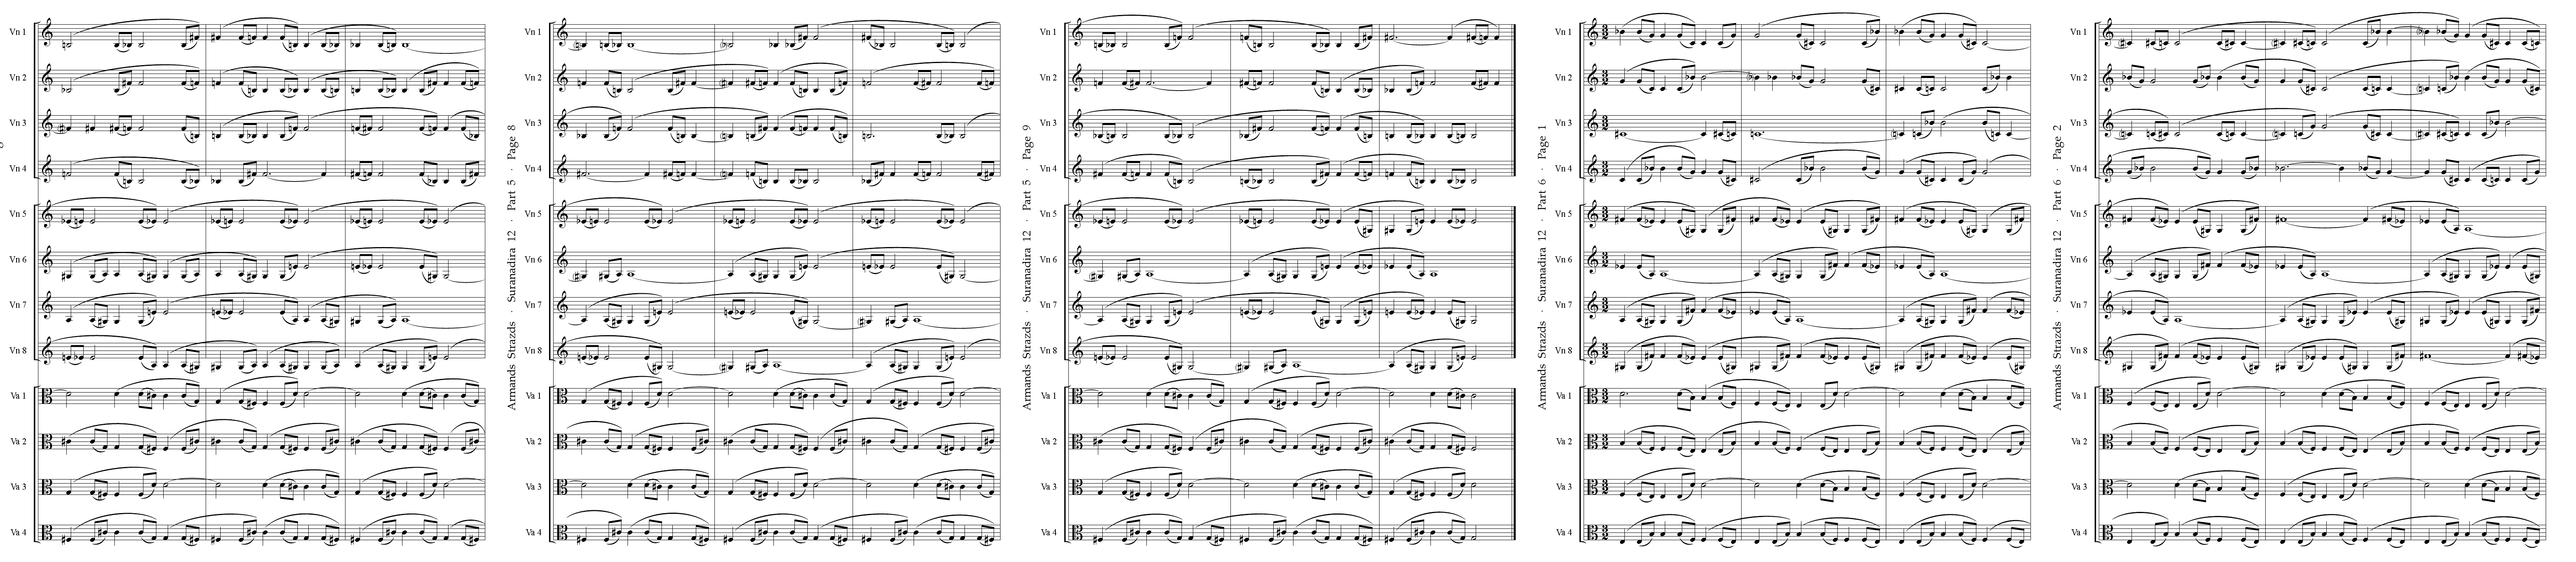 Vn 1
Vn 2
Vn 3
Vn 4
Vn 5
Vn 6
Vn 7
Vn 8
Va 1
Va 2
Va 3
Va 4
Armands Strazds · Suranadira 12 · Part 5 · Page 8
Vn 1
Vn 2
Vn 3
Vn 4
Vn 5
Vn 6
Vn 7
Vn 8
Va 1
Va 2
Va 3
Va 4
Armands Strazds · Suranadira 12 · Part 5 · Page 9
Vn 1
Vn 2
Vn 3
Vn 4
Vn 5
Vn 6
Vn 7
Vn 8
Va 1
Va 2
Va 3
Va 4
Armands Strazds · Suranadira 12 · Part 6 · Page 1
Vn 1
Vn 2
Vn 3
Vn 4
Vn 5
Vn 6
Vn 7
Vn 8
Va 1
Va 2
Va 3
Va 4
Armands Strazds · Suranadira 12 · Part 6 · Page 2
Vn 1
Vn 2
Vn 3
Vn 4
Vn 5
Vn 6
Vn 7
Vn 8
Va 1
Va 2
Va 3
Va 4